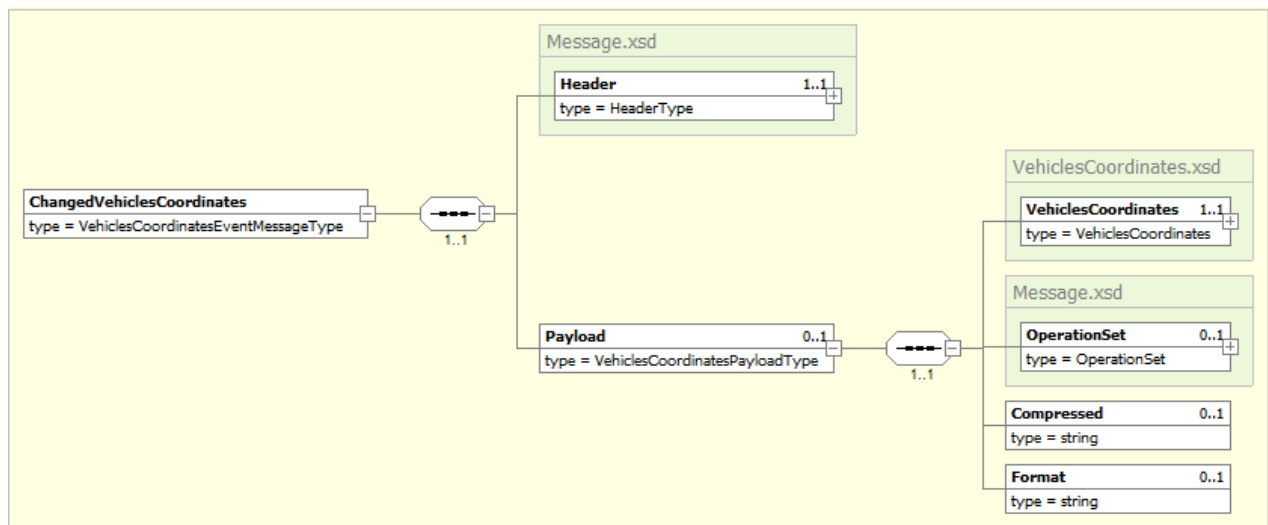 Message.xsd
Header 1..1
type = HeaderType
VehiclesCoordinates.xsd
ChangedVehiclesCoordinates
type = VehiclesCoordinatesEventMessageType
1..1
VehiclesCoordinates 1..1
type = VehiclesCoordinates
Message.xsd
Payload 0..1
type = VehiclesCoordinatesPayloadType
1..1
OperationSet 0..1
type = OperationSet
Compressed 0..1
type = string
Format 0..1
type = string